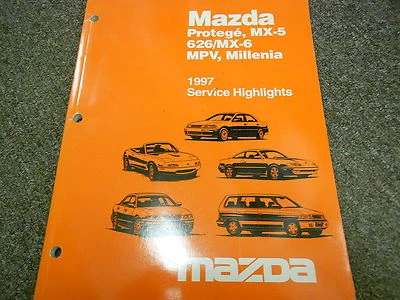 Mazda
Protegé, MX-5
626/MX-6
MPV, Millenia
1997
Service Highlights
mazda